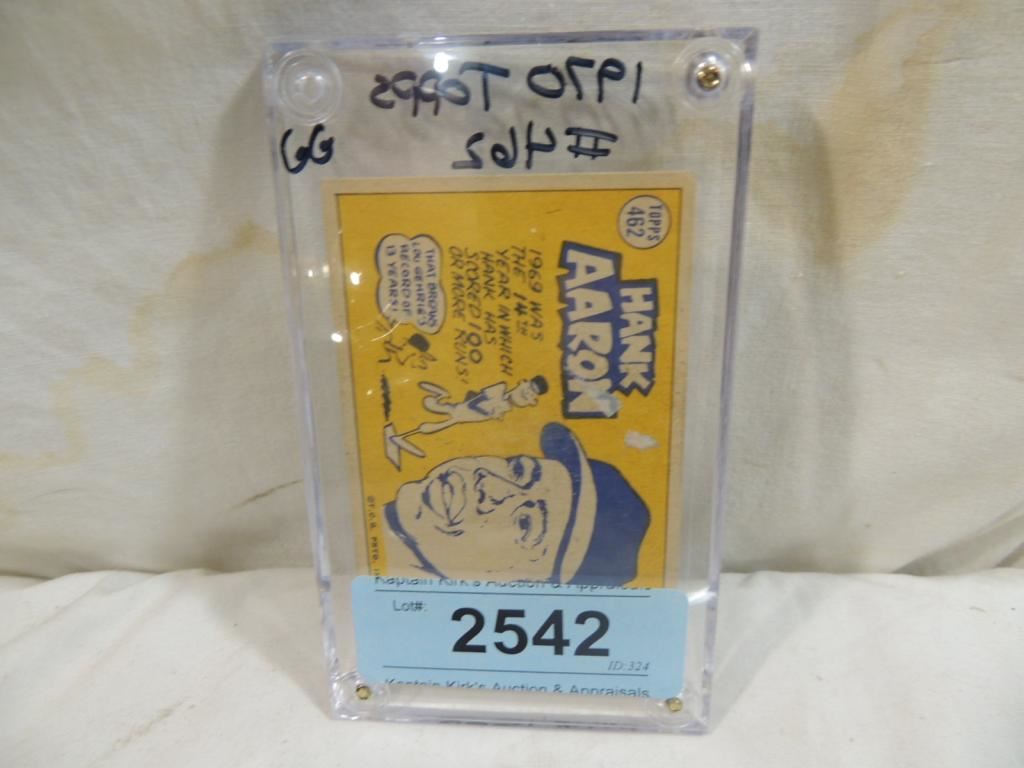 1970 Topps
#462
GG
TOPPS
462
HANK
AARON
1969 WAS
THE 14TH
YEAR IN WHICH
HANK HAS
SCORED 100
OR MORE RUNS!
THAT BROKE
LOU GEHRIG'S
RECORD OF
13 YEARS!
©T.C.G. PRTD.
Kaptain Kirk's Auction & Appraisals
Lot#:
2542
ID:324
Kaptain Kirk's Auction & Appraisals